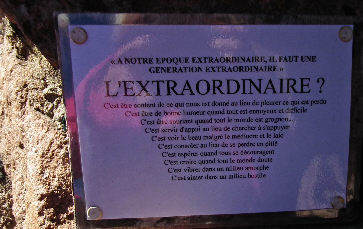 « A NOTRE EPOQUE EXTRAORDINAIRE, IL FAUT UNE
GENERATION EXTRAORDINAIRE »
L'EXTRAORDINAIRE ?
C'est être content de ce qui nous est donné au lieu de pleurer ce qui est perdu
C'est être de bonne humeur quand tout est ennuyeux et difficile
C'est être souriant quand tout le monde est grognon...
C'est servir d'appui au lieu de chercher à s'appuyer
C'est voir le beau malgré le médiocre et le laid
C'est consoler au lieu de se perdre en pitié
C'est espérer quand tous se découragent
C'est croire quand tout le monde doute
C'est vibrer dans un milieu amorphe
C'est aimer dans un milieu hostile